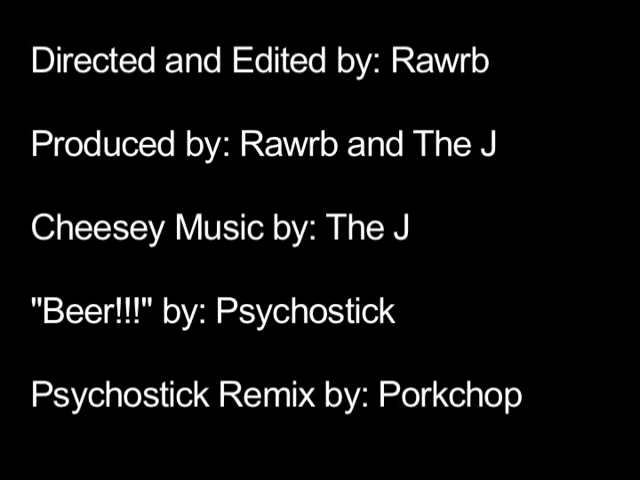 Directed and Edited by: Rawrb
Produced by: Rawrb and The J
Cheesey Music by: The J
"Beer!!!" by: Psychostick
Psychostick Remix by: Porkchop